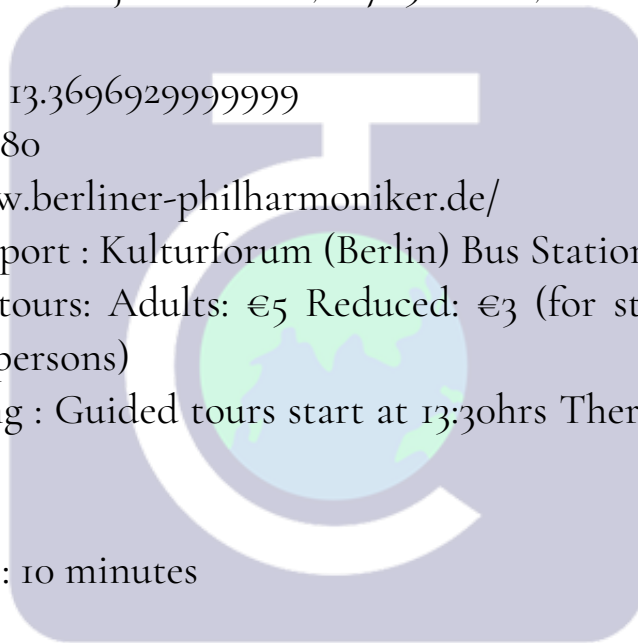 13.3696929999999
80
w.berliner-philharmoniker.de/
port : Kulturforum (Berlin) Bus Station
tours: Adults: €5 Reduced: €3 (for st
persons)
ng : Guided tours start at 13:30hrs Ther
: 10 minutes